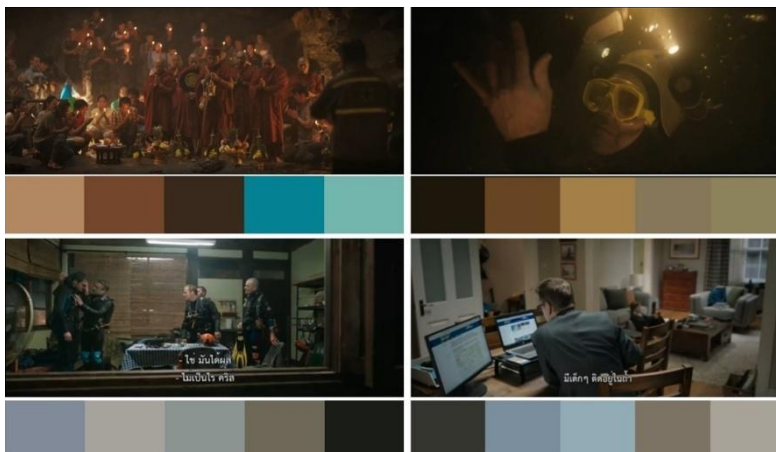 - ใช่ มันได้ผล
- ไม่เป็นไร คริส
มีเด็กๆ ติดอยู่ในถ้ำ